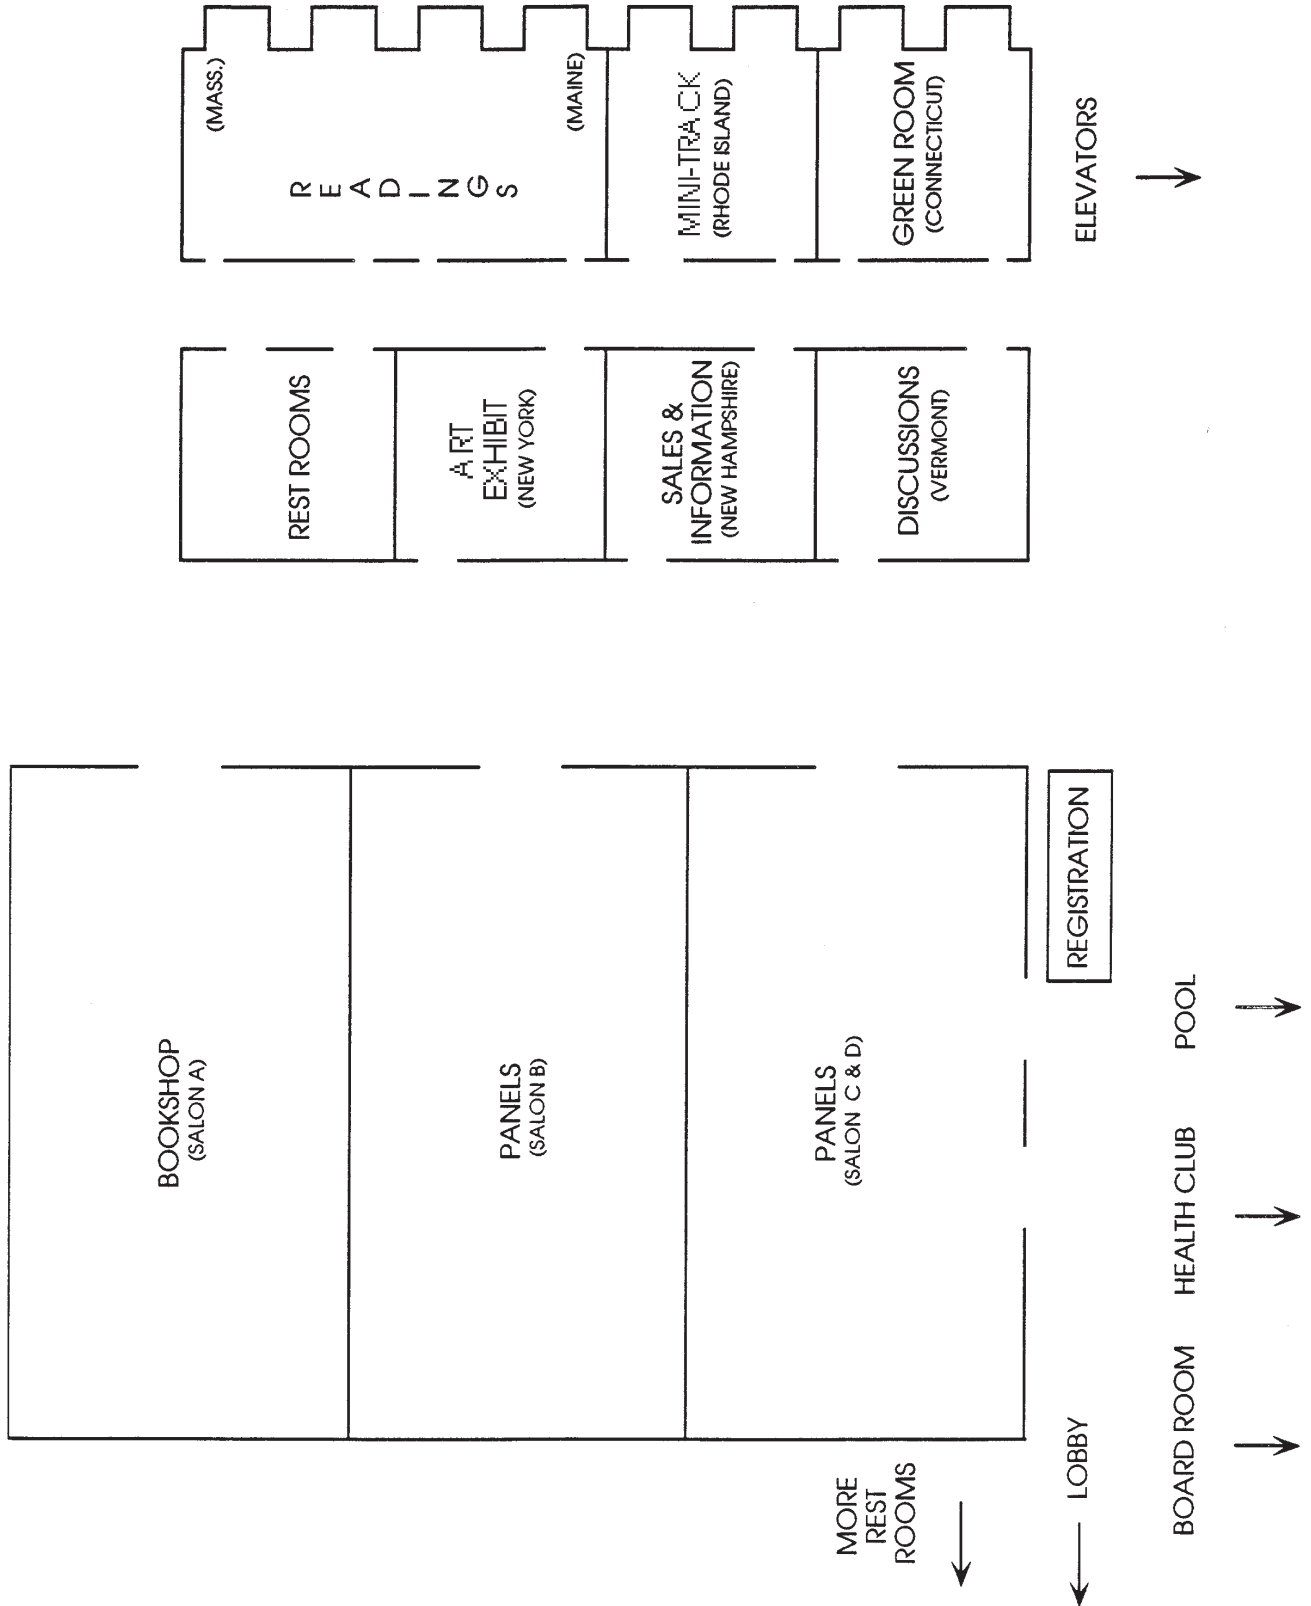 (MASS.)
READINGS
(MAINE)
MINI-TRACK
(RHODE ISLAND)
GREEN ROOM
(CONNECTICUT)
ELEVATORS
REST ROOMS
ART
EXHIBIT
(NEW YORK)
SALES &
INFORMATION
(NEW HAMPSHIRE)
DISCUSSIONS
(VERMONT)
BOOKSHOP
(SALON A)
PANELS
(SALON B)
PANELS
(SALON C & D)
REGISTRATION
MORE
REST
ROOMS
LOBBY
BOARD ROOM
HEALTH CLUB
POOL